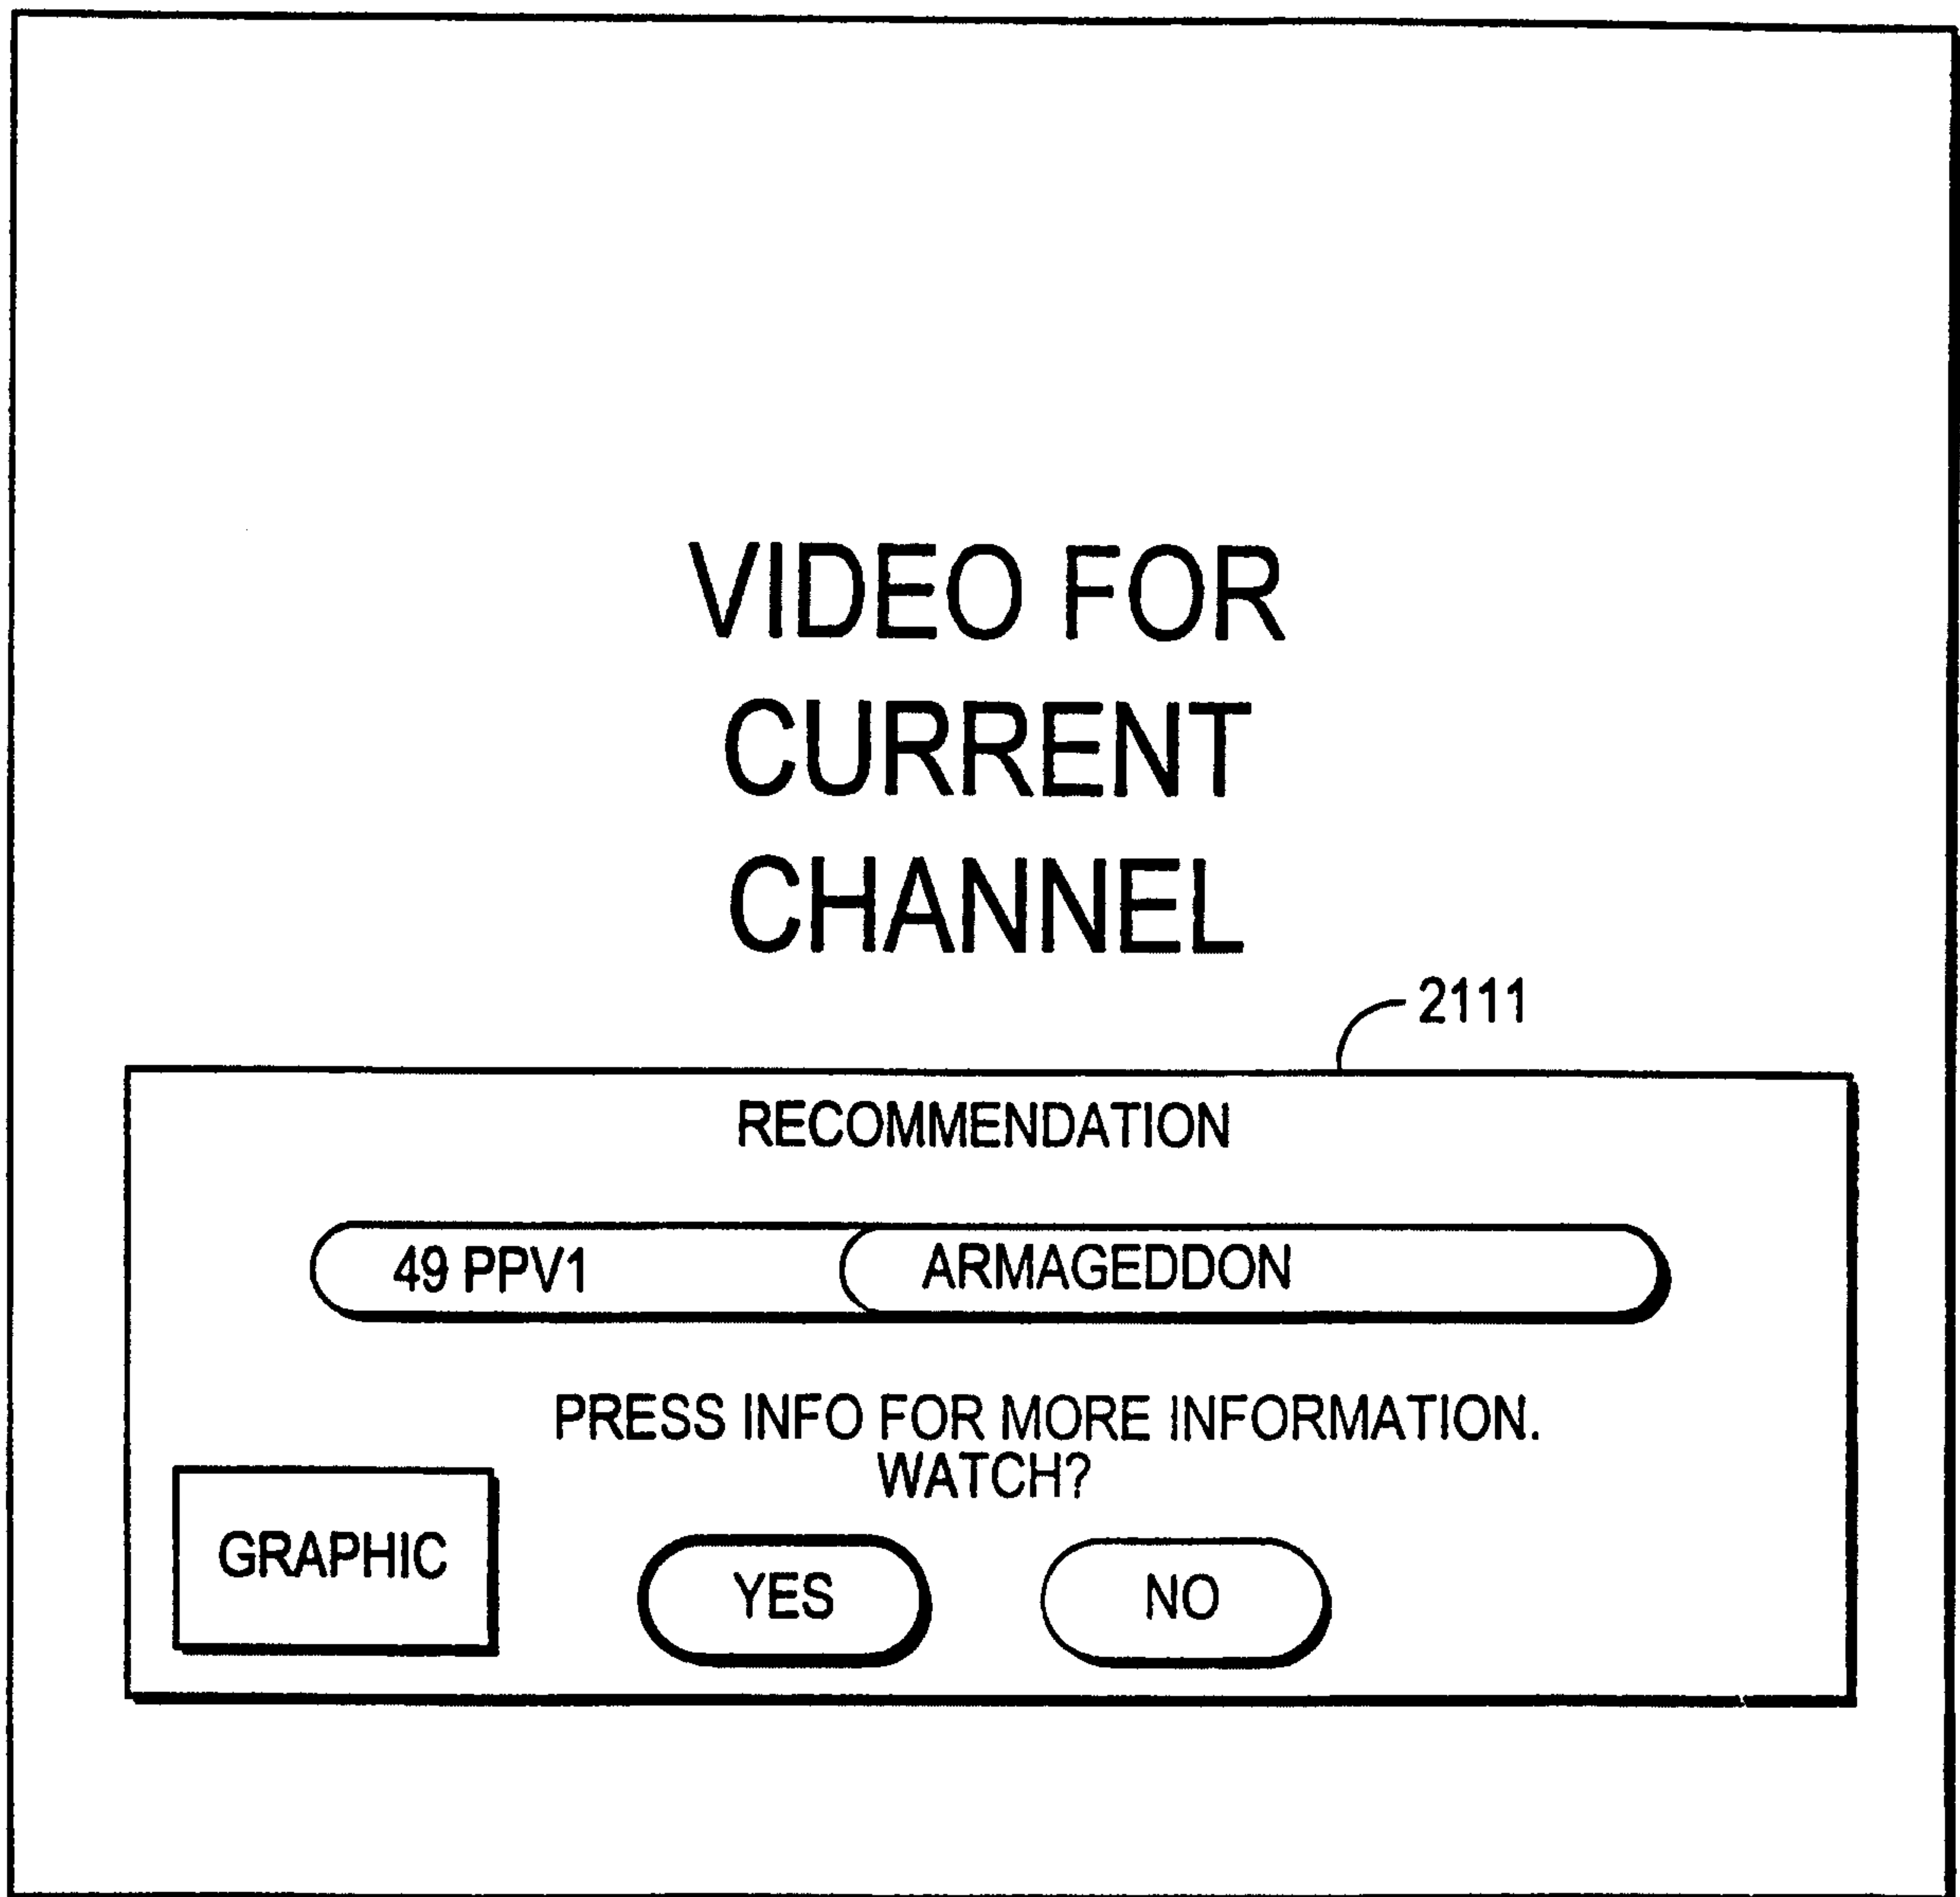 VIDEO FOR
CURRENT
CHANNEL
2111
RECOMMENDATION
49 PPV1 ARMAGEDDON
PRESS INFO FOR MORE INFORMATION.
WATCH?
GRAPHIC
YES NO